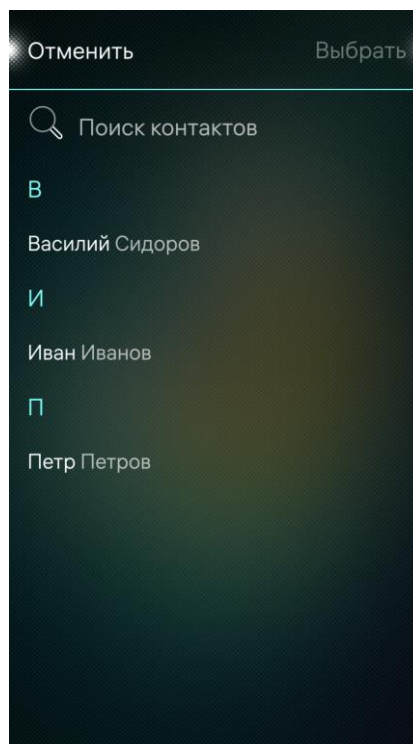 Отменить Выбрать
Поиск контактов
В
Василий Сидоров
И
Иван Иванов
П
Петр Петров